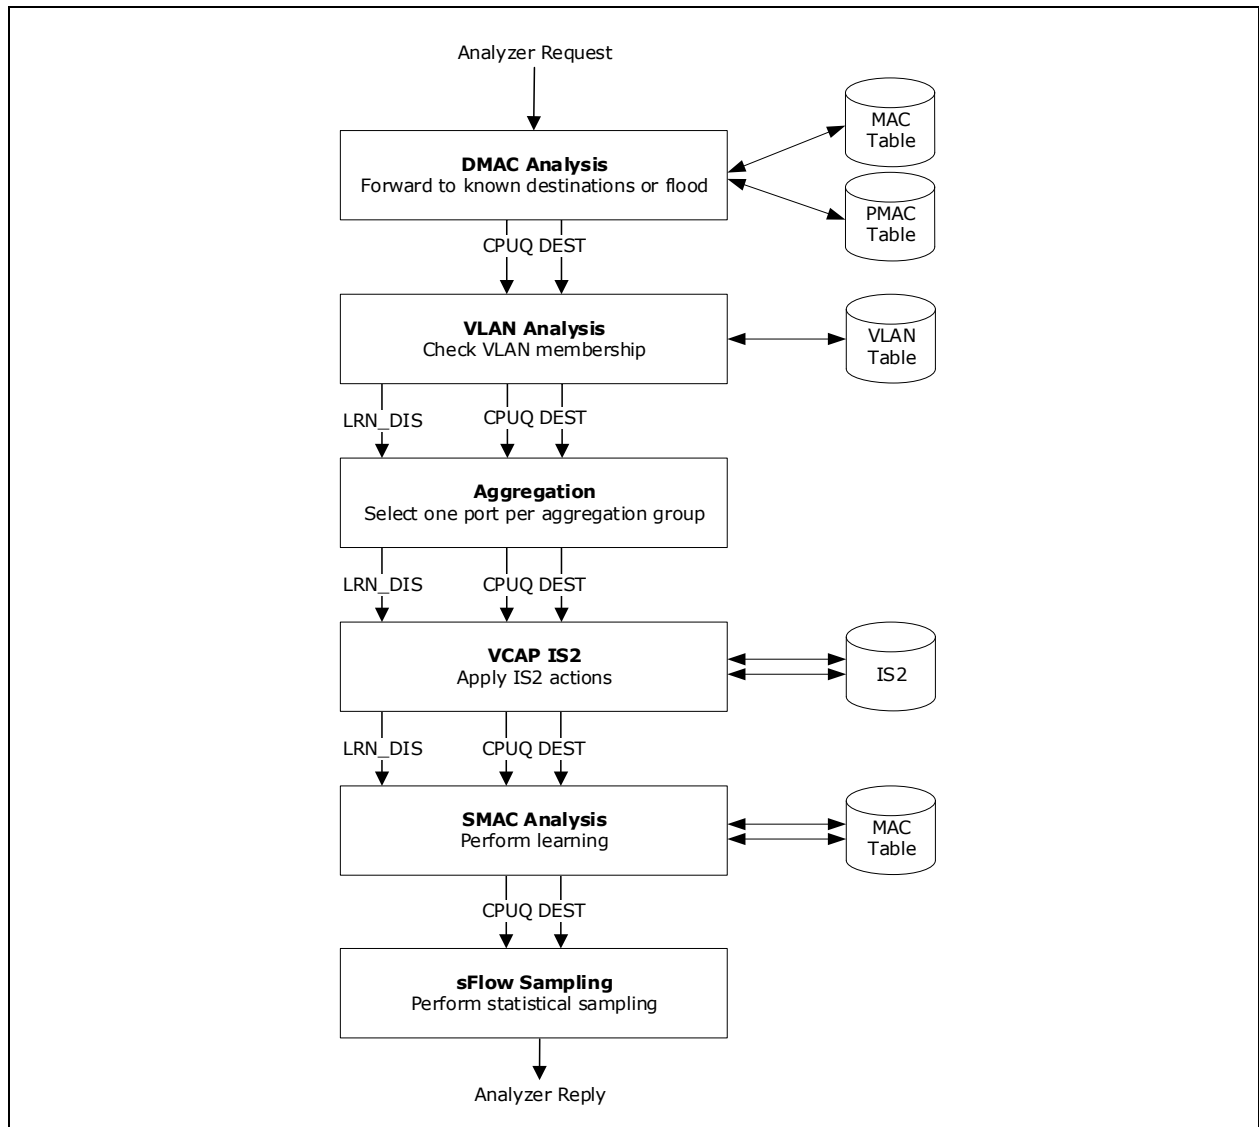 Analyzer Request
MAC
Table
DMAC Analysis
Forward to known destinations or flood
PMAC
Table
CPUQ DEST
VLAN Analysis
Check VLAN membership
VLAN
Table
LRN_DIS CPUQ DEST
Aggregation
Select one port per aggregation group
LRN_DIS CPUQ DEST
VCAP IS2
Apply IS2 actions
IS2
LRN_DIS CPUQ DEST
SMAC Analysis
Perform learning
MAC
Table
CPUQ DEST
sFlow Sampling
Perform statistical sampling
Analyzer Reply